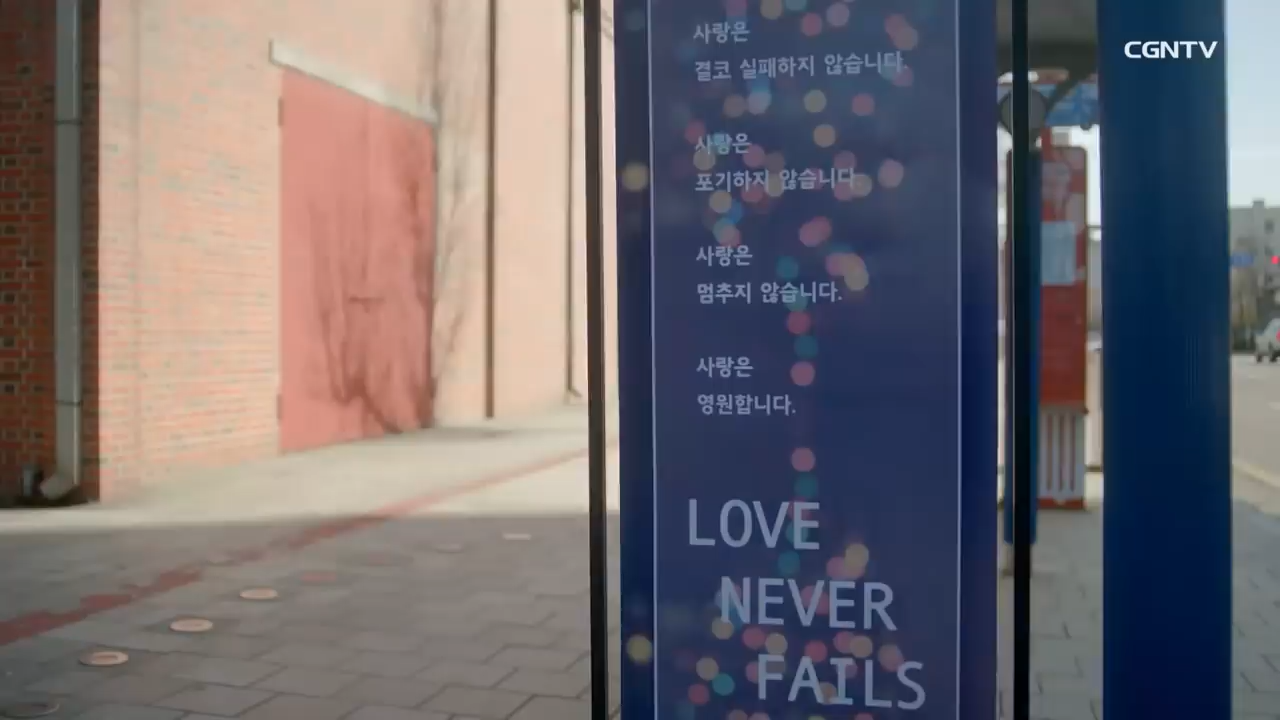 CGNTV
사랑은
결코 실패하지 않습니다.
사랑은
포기하지 않습니다.
사랑은
멈추지 않습니다.
사랑은
영원합니다.
LOVE
NEVER
FAILS